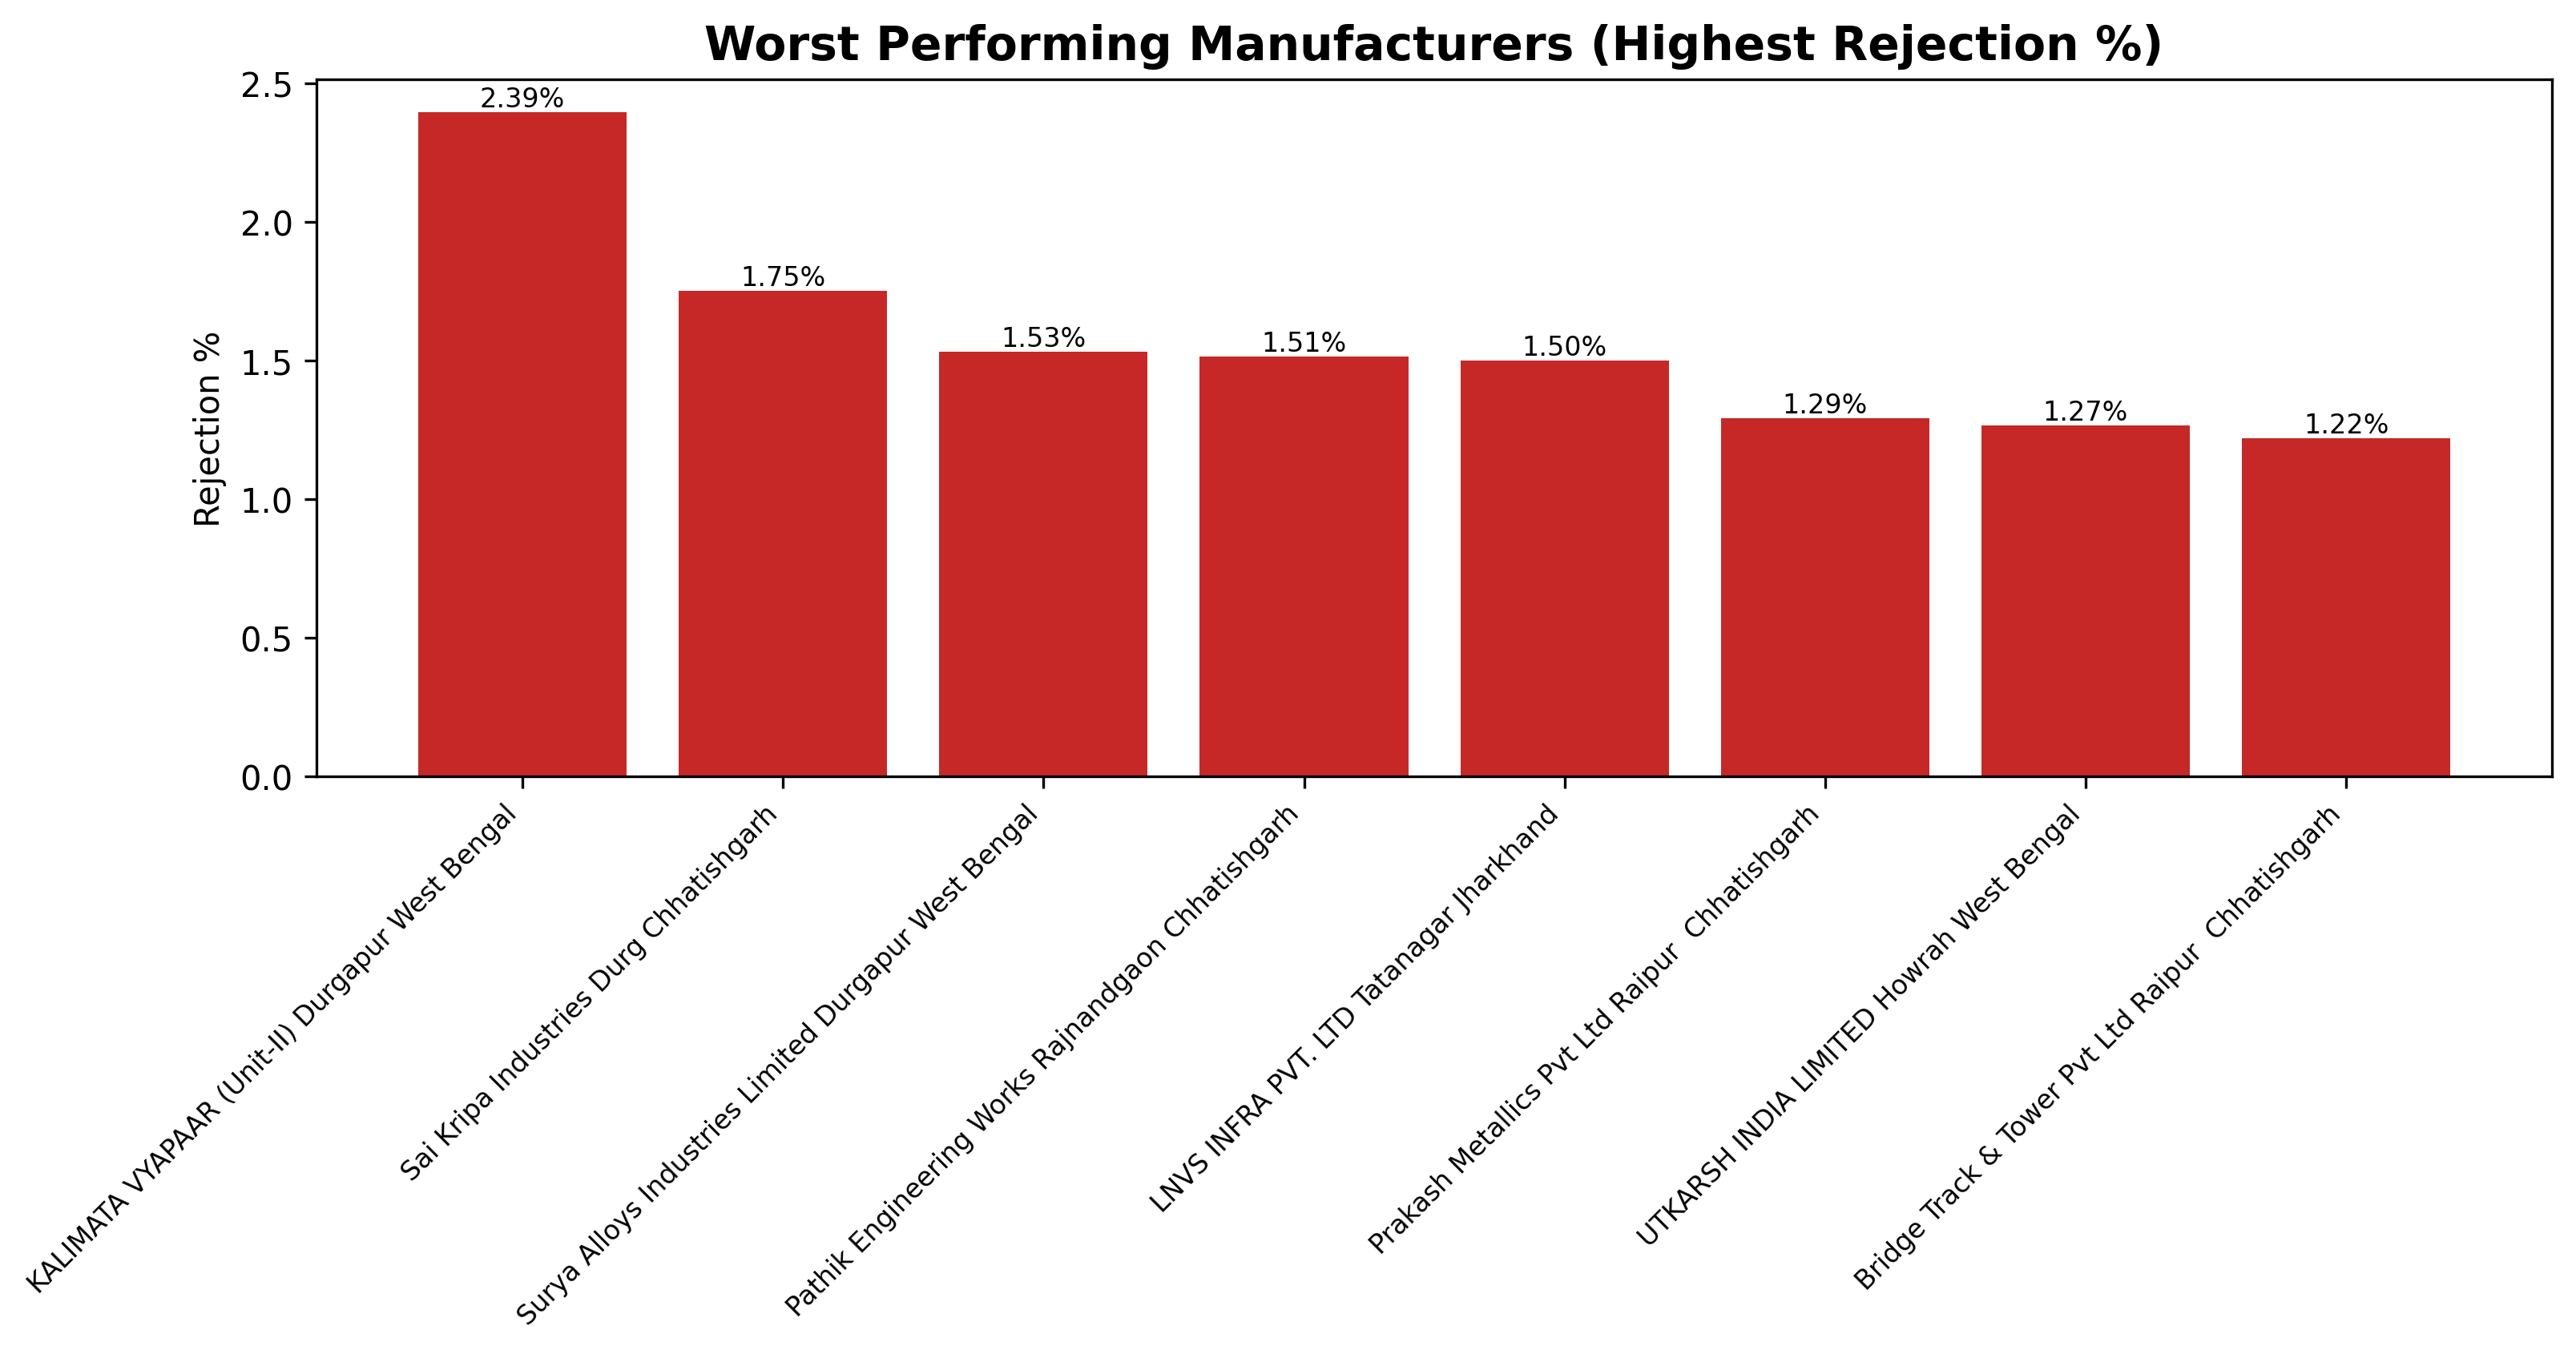 Worst Performing Manufacturers (Highest Rejection %)
Rejection %
2.5
2.0
1.5
1.0
0.5
0.0
2.39%
1.75%
1.53%
1.51%
1.50%
1.29%
1.27%
1.22%
KALIMATA VYAPAAR (Unit-II) Durgapur West Bengal
Sai Kripa Industries Durg Chhatishgarh
Surya Alloys Industries Limited Durgapur West Bengal
Pathik Engineering Works Rajnandgaon Chhatishgarh
LNVS INFRA PVT. LTD Tatanagar Jharkhand
Prakash Metallics Pvt Ltd Raipur  Chhatishgarh
UTKARSH INDIA LIMITED Howrah West Bengal
Bridge Track & Tower Pvt Ltd Raipur  Chhatishgarh